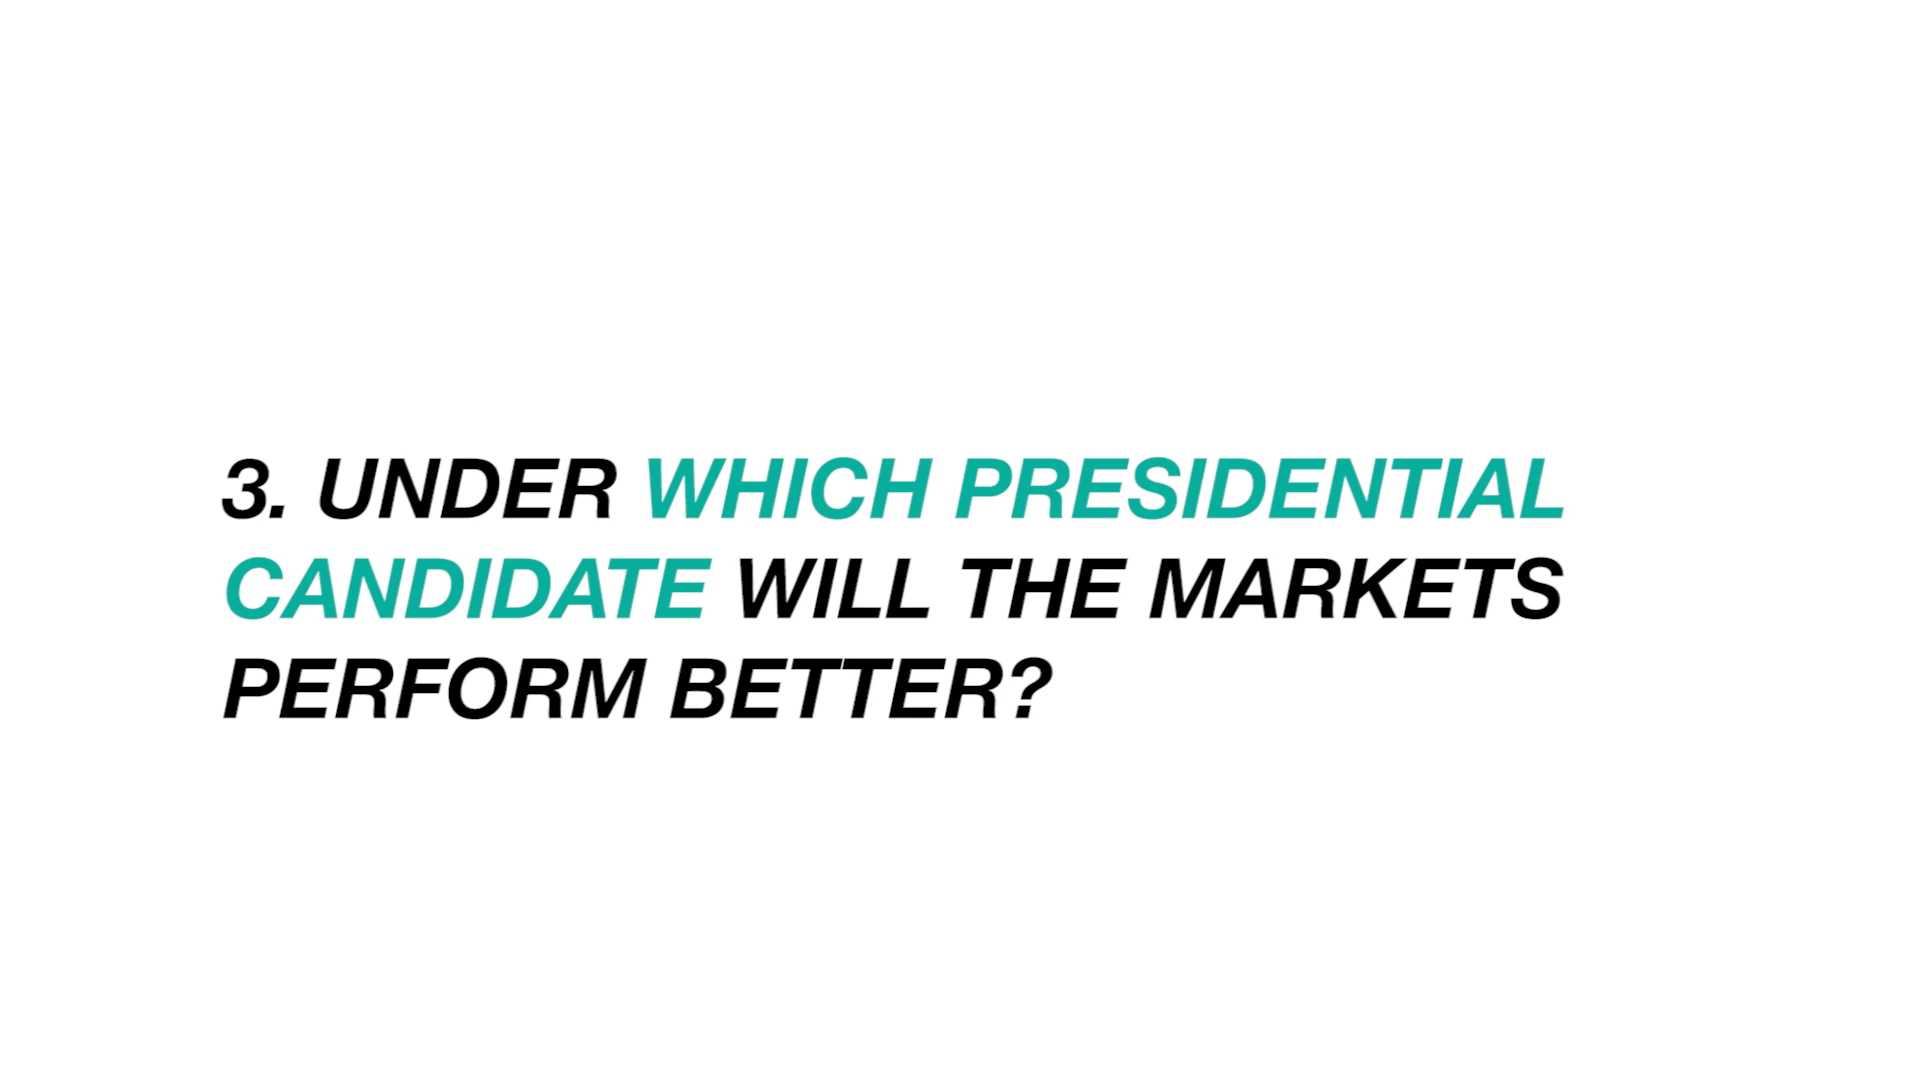 3. UNDER WHICH PRESIDENTIAL
CANDIDATE WILL THE MARKETS
PERFORM BETTER?